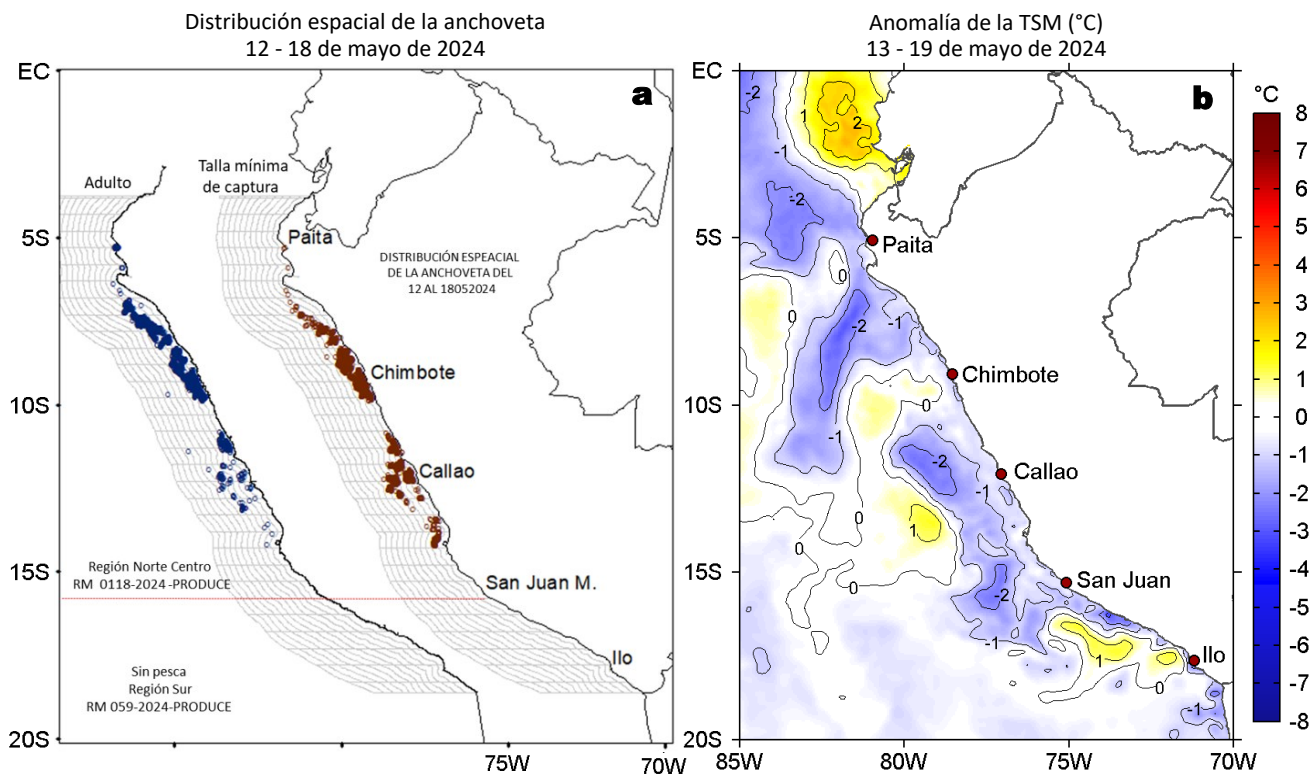 Distribución espacial de la anchoveta
12 - 18 de mayo de 2024
a
Talla mínima
de captura
Adulto
Paita
DISTRIBUCIÓN ESPEACIAL
DE LA ANCHOVETA DEL
12 AL 18052024
Chimbote
Callao
San Juan M.
Ilo
Región Norte Centro
RM 0118-2024 -PRODUCE
Sin pesca
Región Sur
RM 059-2024-PRODUCE
EC
5S
10S
15S
20S
75W
70W
Anomalía de la TSM (°C)
13 - 19 de mayo de 2024
b
EC
5S
10S
15S
20S
85W
80W
75W
70W
-2
1
2
-1
-2
Paita
0
0
-2
-1
Chimbote
0
-1
-2
Callao
-1
0
1
0
0
San Juan
-2
-1
1
Ilo
0
-1
°C
8
7
6
5
4
3
2
1
0
-1
-2
-3
-4
-5
-6
-7
-8